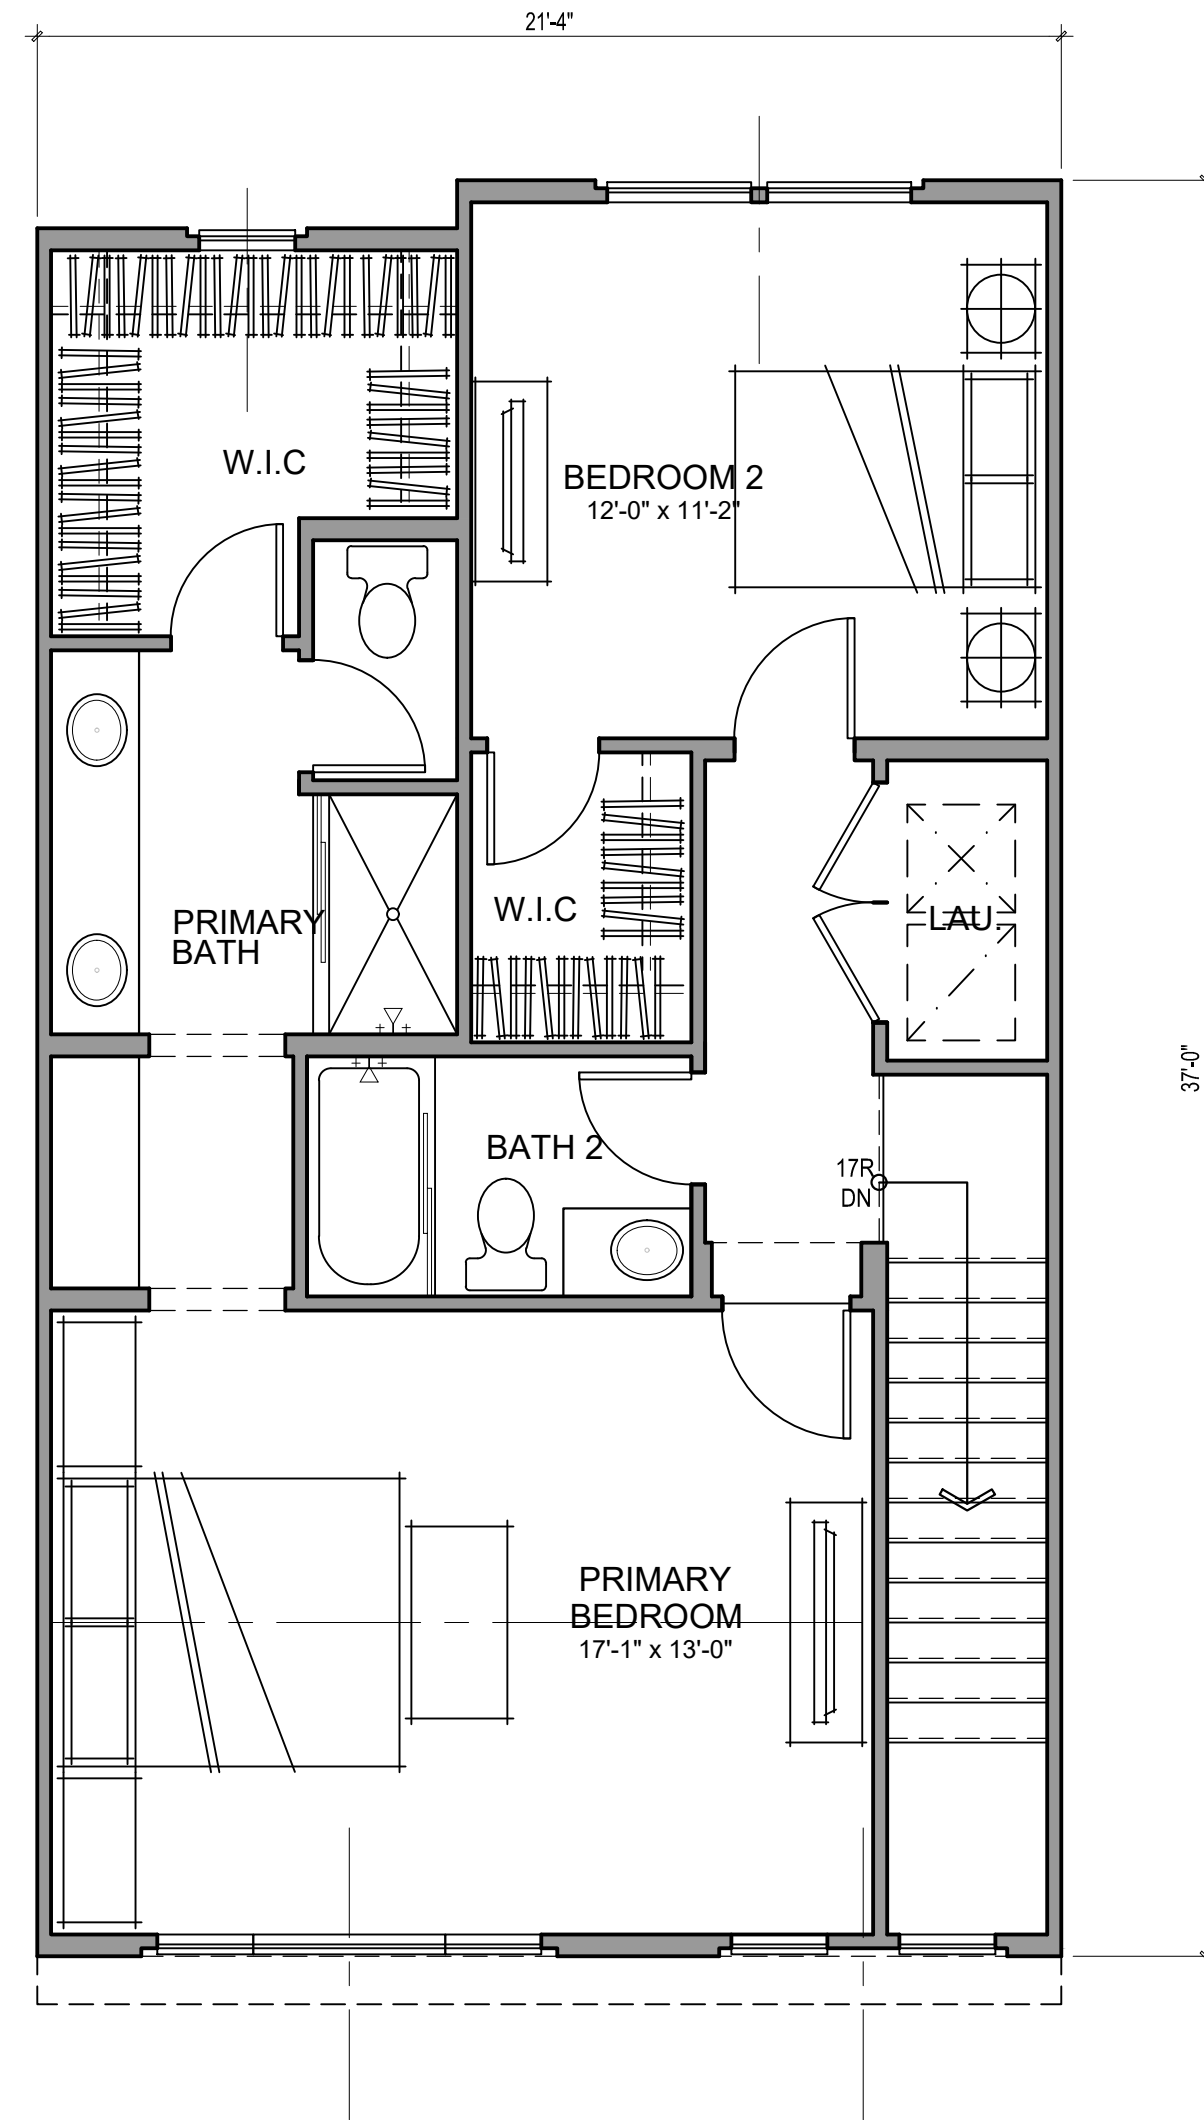 21'-4"
W.I.C
BEDROOM 2
12'-0" x 11'-2"
PRIMARY
BATH
W.I.C
LAU.
37'-0"
BATH 2
17R
DN
PRIMARY
BEDROOM
17'-1" x 13'-0"